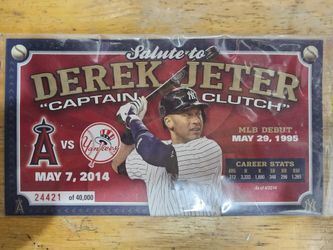 Salute to
DEREK JETER
"CAPTAIN CLUTCH"
MLB DEBUT
MAY 29, 1995
VS
Yankees
MAY 7, 2014
24421 of 40,000
CAREER STATS